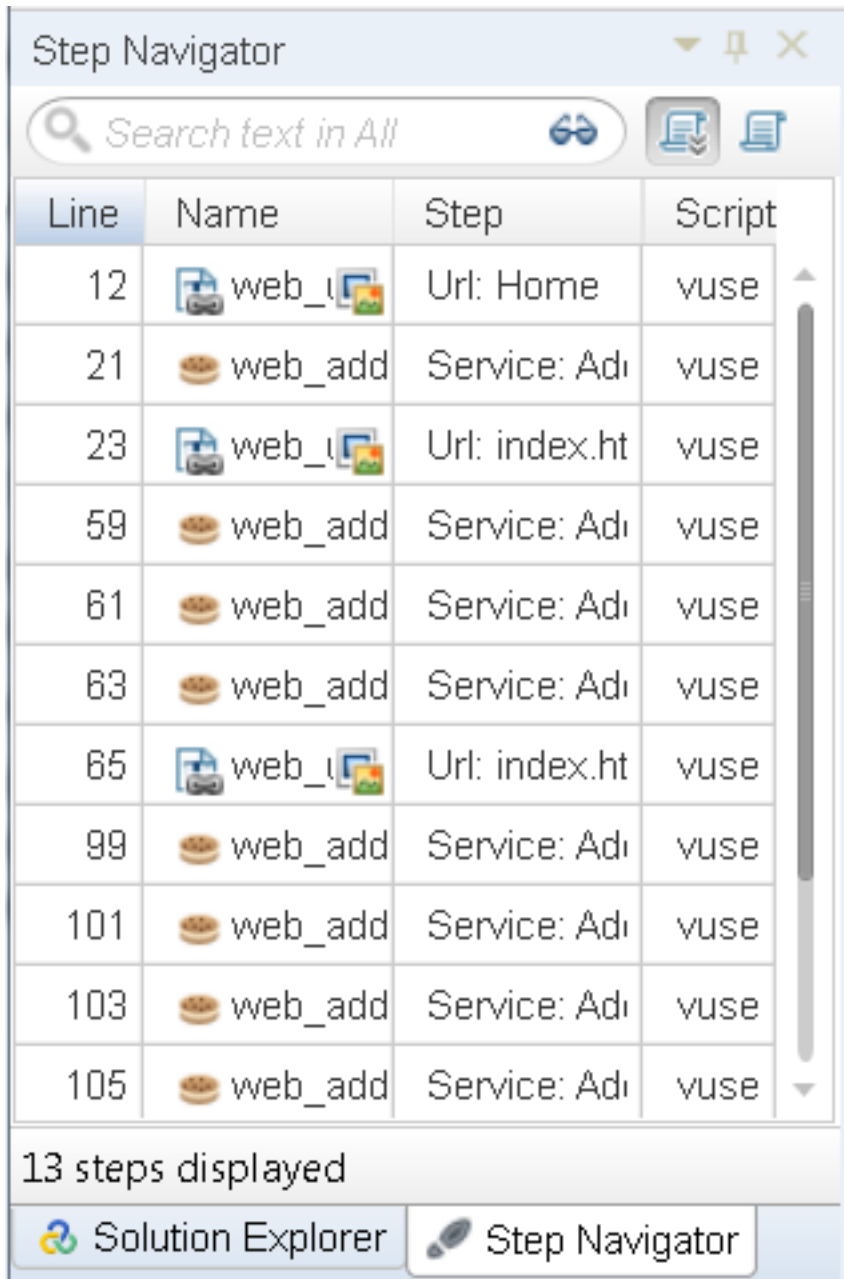 Step Navigator
Search text in All
Line Name Step Script
12 web_u Url: Home vuse
21 web_add Service: Ad vuse
23 web_u Url: index.ht vuse
59 web_add Service: Ad vuse
61 web_add Service: Ad vuse
63 web_add Service: Ad vuse
65 web_u Url: index.ht vuse
99 web_add Service: Ad vuse
101 web_add Service: Ad vuse
103 web_add Service: Ad vuse
105 web_add Service: Ad vuse
13 steps displayed
Solution Explorer Step Navigator